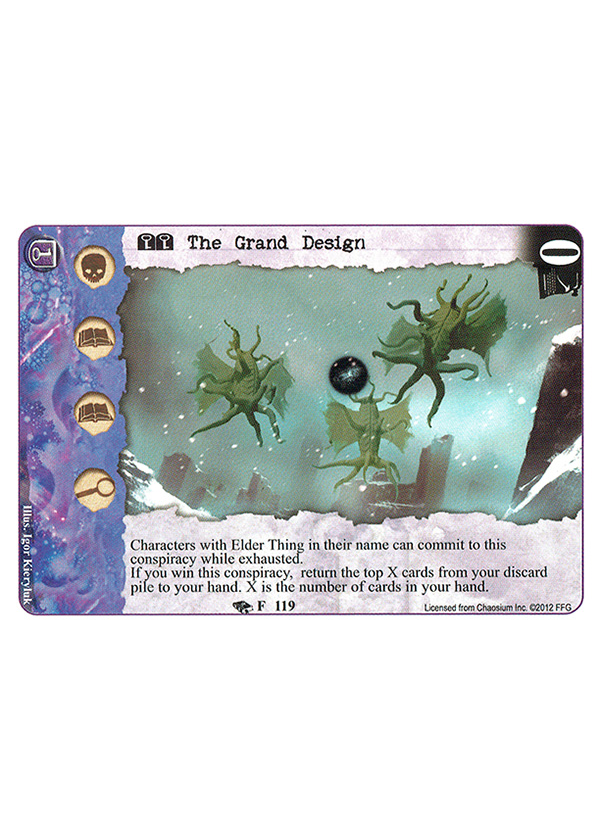 The Grand Design
0
Characters with Elder Thing in their name can commit to this
conspiracy while exhausted.
If you win this conspiracy, return the top X cards from your discard
pile to your hand. X is the number of cards in your hand.
F 119
Licensed from Chaosium Inc. ©2012 FFG
Illus. Igor Kieryluk